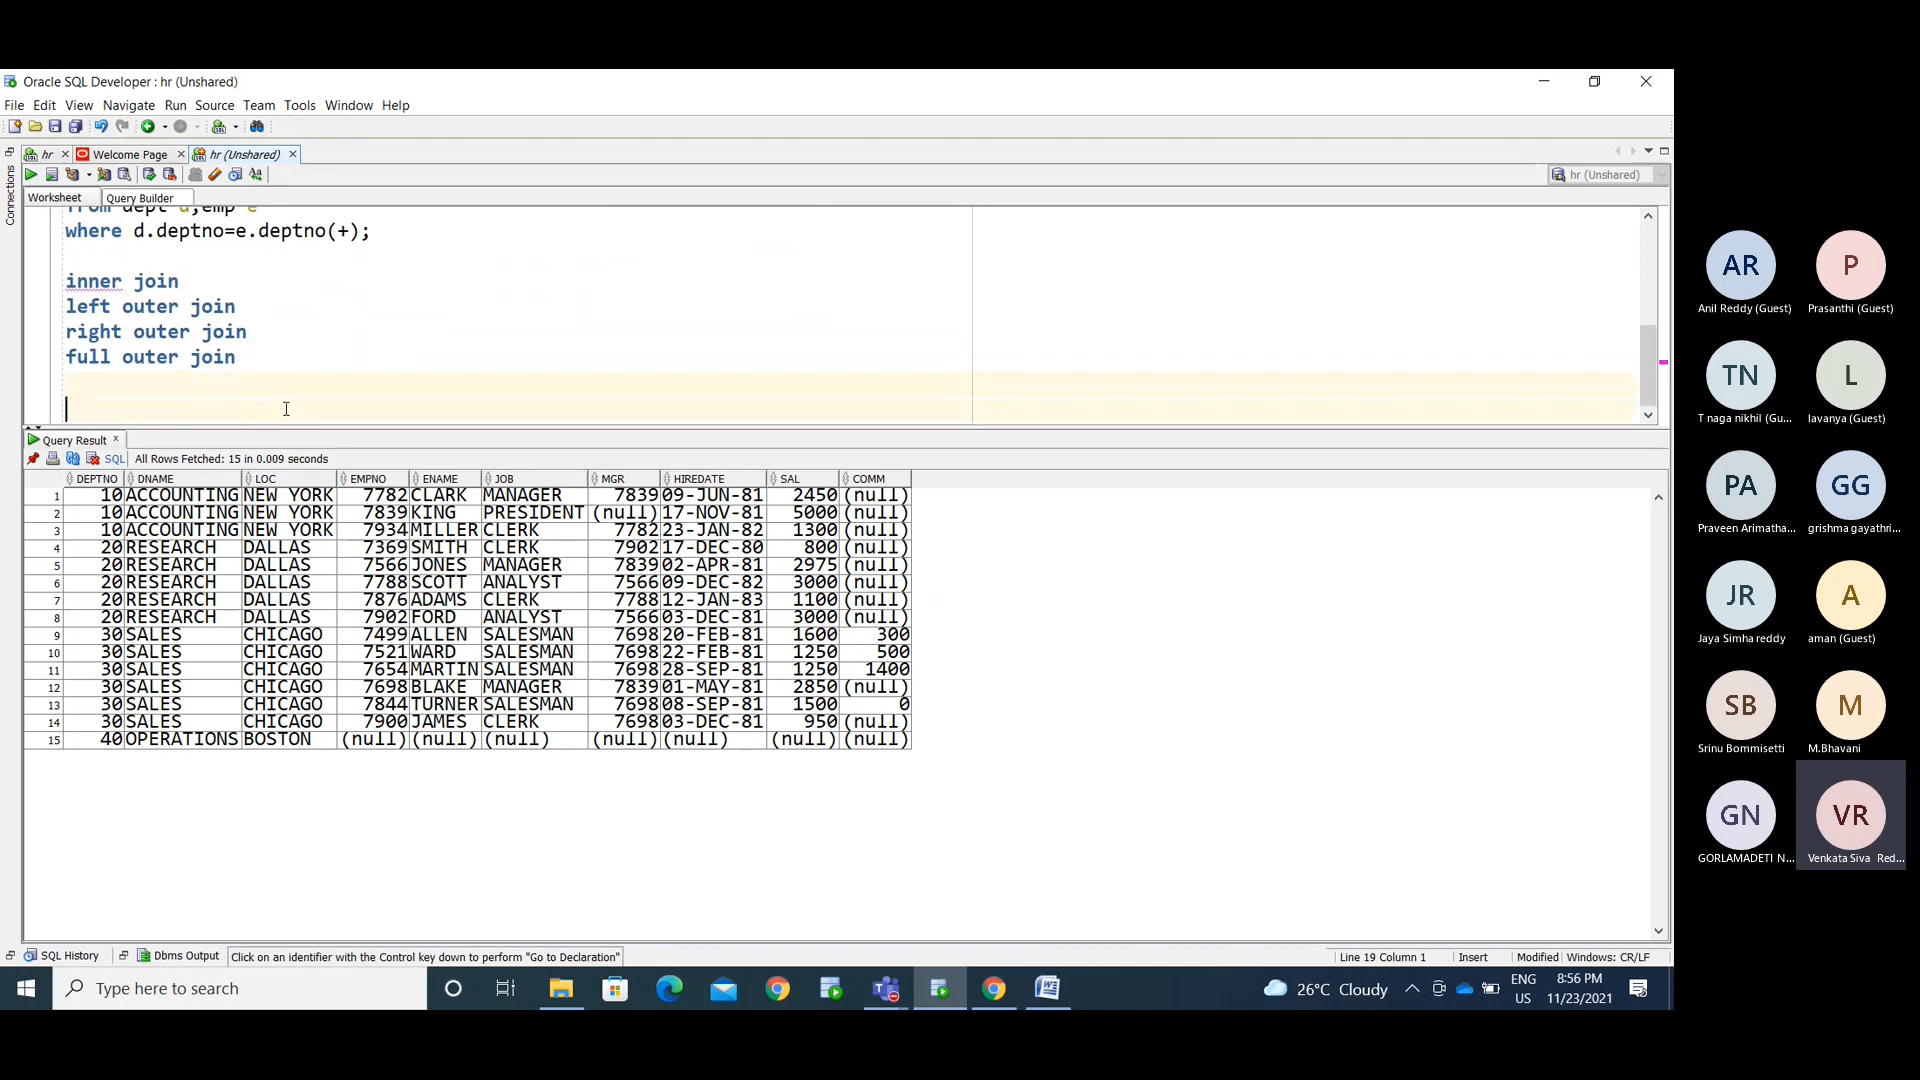 Oracle SQL Developer : hr (Unshared)
File Edit View Navigate Run Source Team Tools Window Help
hr Welcome Page hr (Unshared)
hr (Unshared)
Worksheet Query Builder
from dept d,emp e
where d.deptno=e.deptno(+);
inner join
left outer join
right outer join
full outer join
Connections
Query Result
SQL All Rows Fetched: 15 in 0.009 seconds
DEPTNO DNAME LOC EMPNO ENAME JOB MGR HIREDATE SAL COMM
1 10 ACCOUNTING NEW YORK 7782 CLARK MANAGER 7839 09-JUN-81 2450 (null)
2 10 ACCOUNTING NEW YORK 7839 KING PRESIDENT (null) 17-NOV-81 5000 (null)
3 10 ACCOUNTING NEW YORK 7934 MILLER CLERK 7782 23-JAN-82 1300 (null)
4 20 RESEARCH DALLAS 7369 SMITH CLERK 7902 17-DEC-80 800 (null)
5 20 RESEARCH DALLAS 7566 JONES MANAGER 7839 02-APR-81 2975 (null)
6 20 RESEARCH DALLAS 7788 SCOTT ANALYST 7566 09-DEC-82 3000 (null)
7 20 RESEARCH DALLAS 7876 ADAMS CLERK 7788 12-JAN-83 1100 (null)
8 20 RESEARCH DALLAS 7902 FORD ANALYST 7566 03-DEC-81 3000 (null)
9 30 SALES CHICAGO 7499 ALLEN SALESMAN 7698 20-FEB-81 1600 300
10 30 SALES CHICAGO 7521 WARD SALESMAN 7698 22-FEB-81 1250 500
11 30 SALES CHICAGO 7654 MARTIN SALESMAN 7698 28-SEP-81 1250 1400
12 30 SALES CHICAGO 7698 BLAKE MANAGER 7839 01-MAY-81 2850 (null)
13 30 SALES CHICAGO 7844 TURNER SALESMAN 7698 08-SEP-81 1500 0
14 30 SALES CHICAGO 7900 JAMES CLERK 7698 03-DEC-81 950 (null)
15 40 OPERATIONS BOSTON (null) (null) (null) (null) (null) (null) (null)
SQL History Dbms Output Click on an identifier with the Control key down to perform "Go to Declaration" Line 19 Column 1 Insert Modified Windows: CR/LF
Type here to search
26°C Cloudy
ENG
US
8:56 PM
11/23/2021
AR P
Anil Reddy (Guest) Prasanthi (Guest)
TN L
T naga nikhil (Gu... lavanya (Guest)
PA GG
Praveen Arimatha... grishma gayathri...
JR A
Jaya Simha reddy aman (Guest)
SB M
Srinu Bommisetti M.Bhavani
GN VR
GORLAMADETI N... Venkata Siva Red...